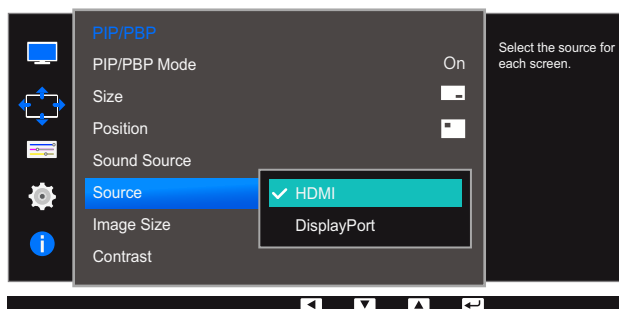 PIP/PBP
PIP/PBP Mode On
Size
Position
Sound Source
Source
HDMI
DisplayPort
Image Size
Contrast
Select the source for
each screen.